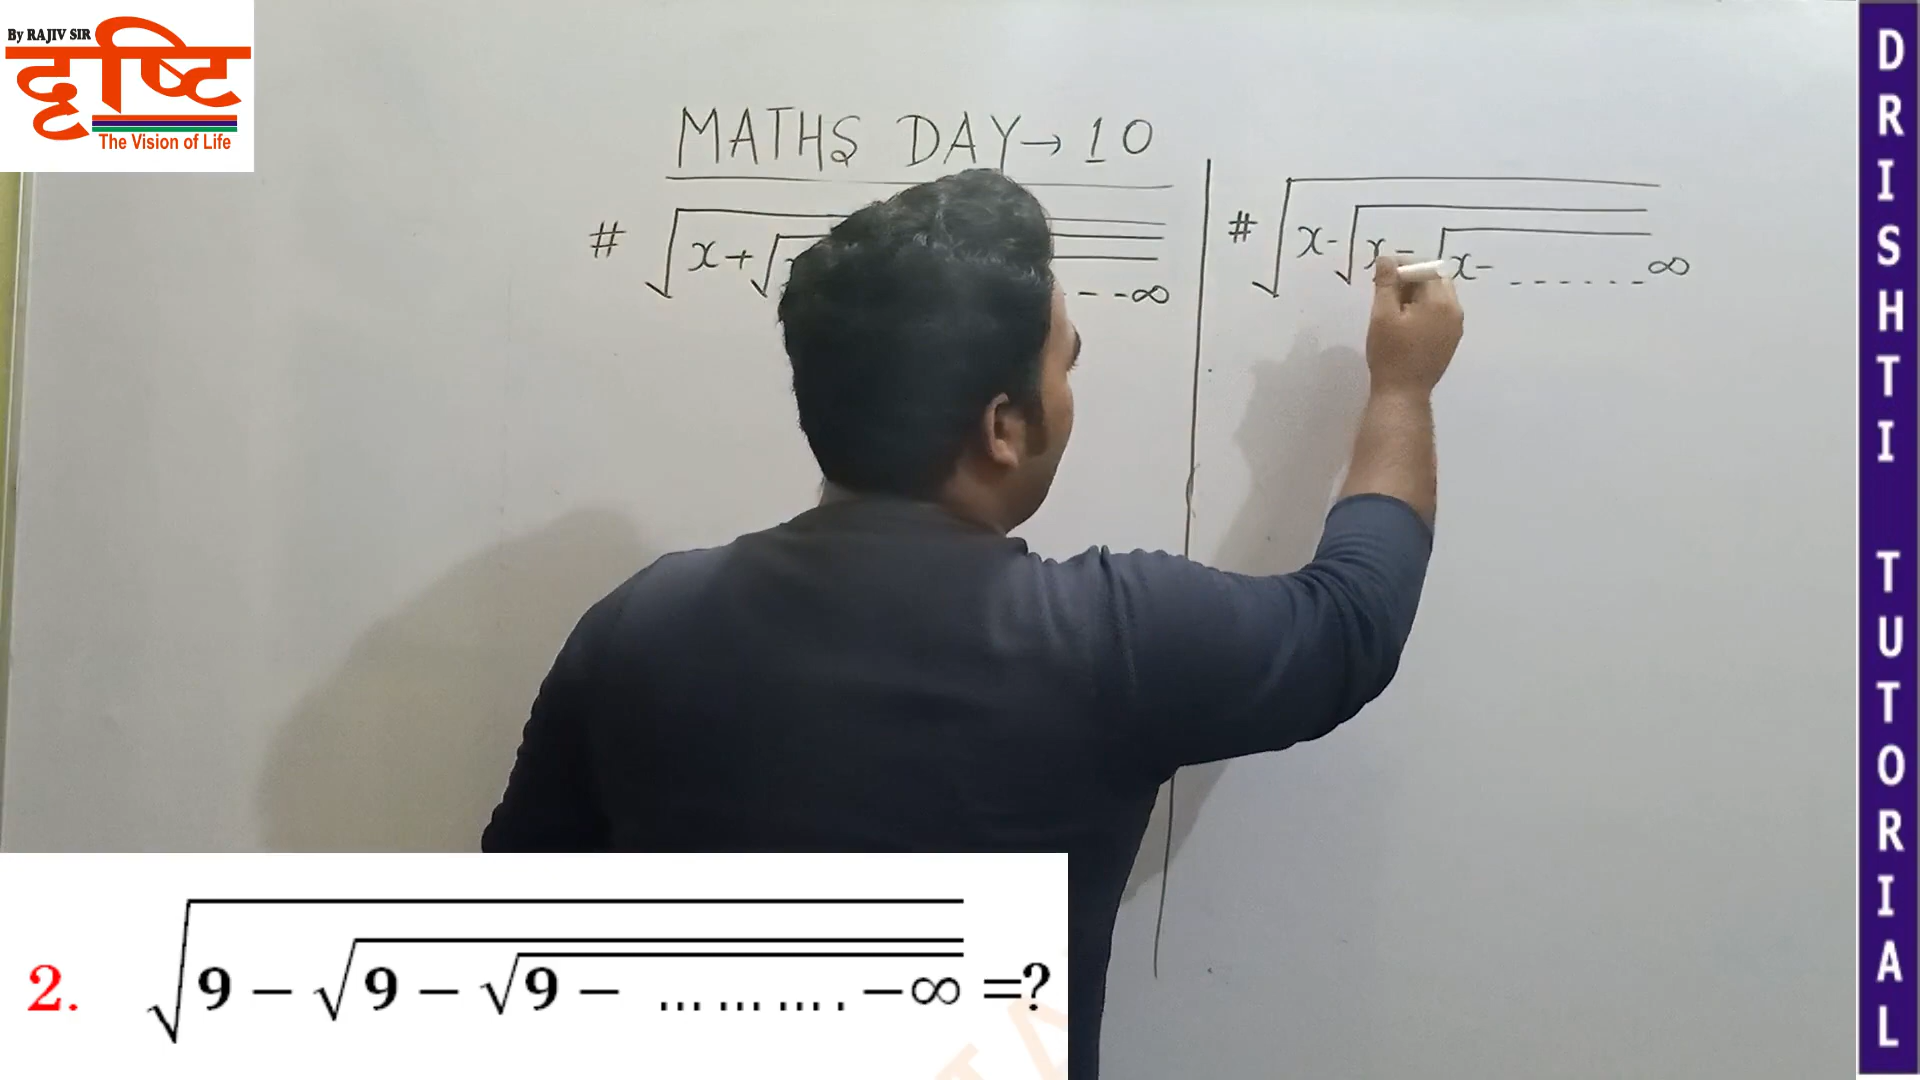 By RAJIV SIR
दृष्टि
The Vision of Life
MATHS DAY → 10
# √x + √ - - - ∞
# √x - √x - √x - - - - - - - ∞
2. √9 − √9 − √9 − ... ... ... . −∞ =?
DRISHTI TUTORIAL